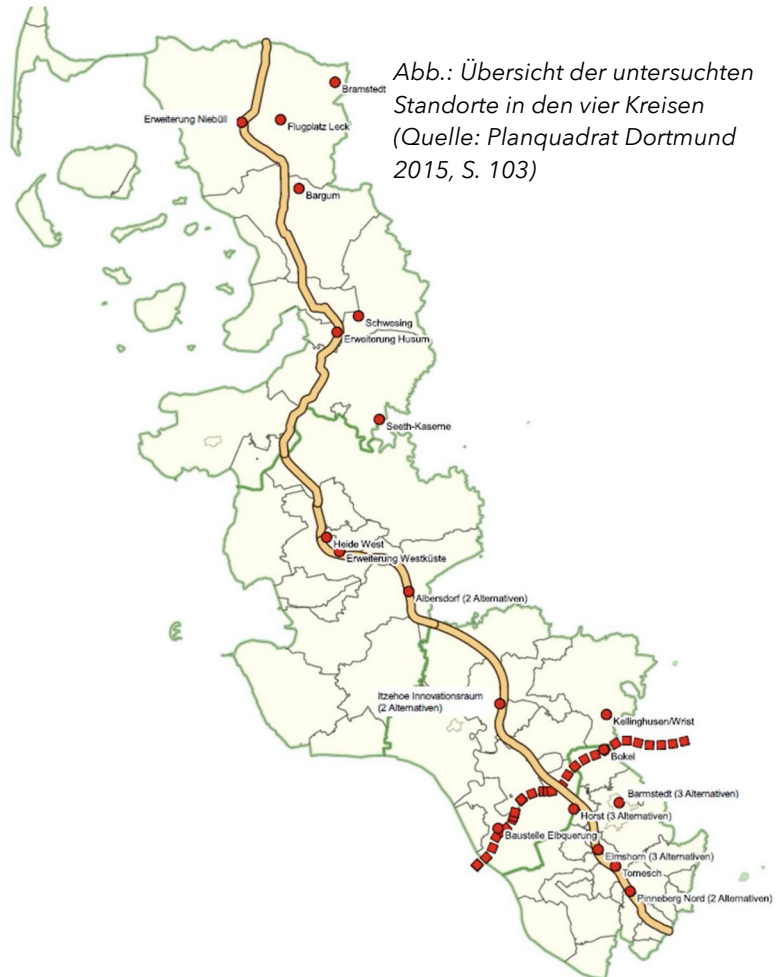 Abb.: Übersicht der untersuchten
Standorte in den vier Kreisen
(Quelle: Planquadrat Dortmund
2015, S. 103)
Bramstedt
Erweiterung Niebüll
Flugplatz Leck
Bargum
Schwesing
Erweiterung Husum
Seeth-Kaserne
Heide West
Erweiterung Westküste
Albersdorf (2 Alternativen)
Itzehoe Innovationsraum
(2 Alternativen)
Kellinghusen/Wrist
Bokel
Barmstedt (3 Alternativen)
Horst (3 Alternativen)
Baustelle Elbquerung
Elmshorn (3 Alternativen)
Tornesch
Pinneberg Nord (2 Alternativen)